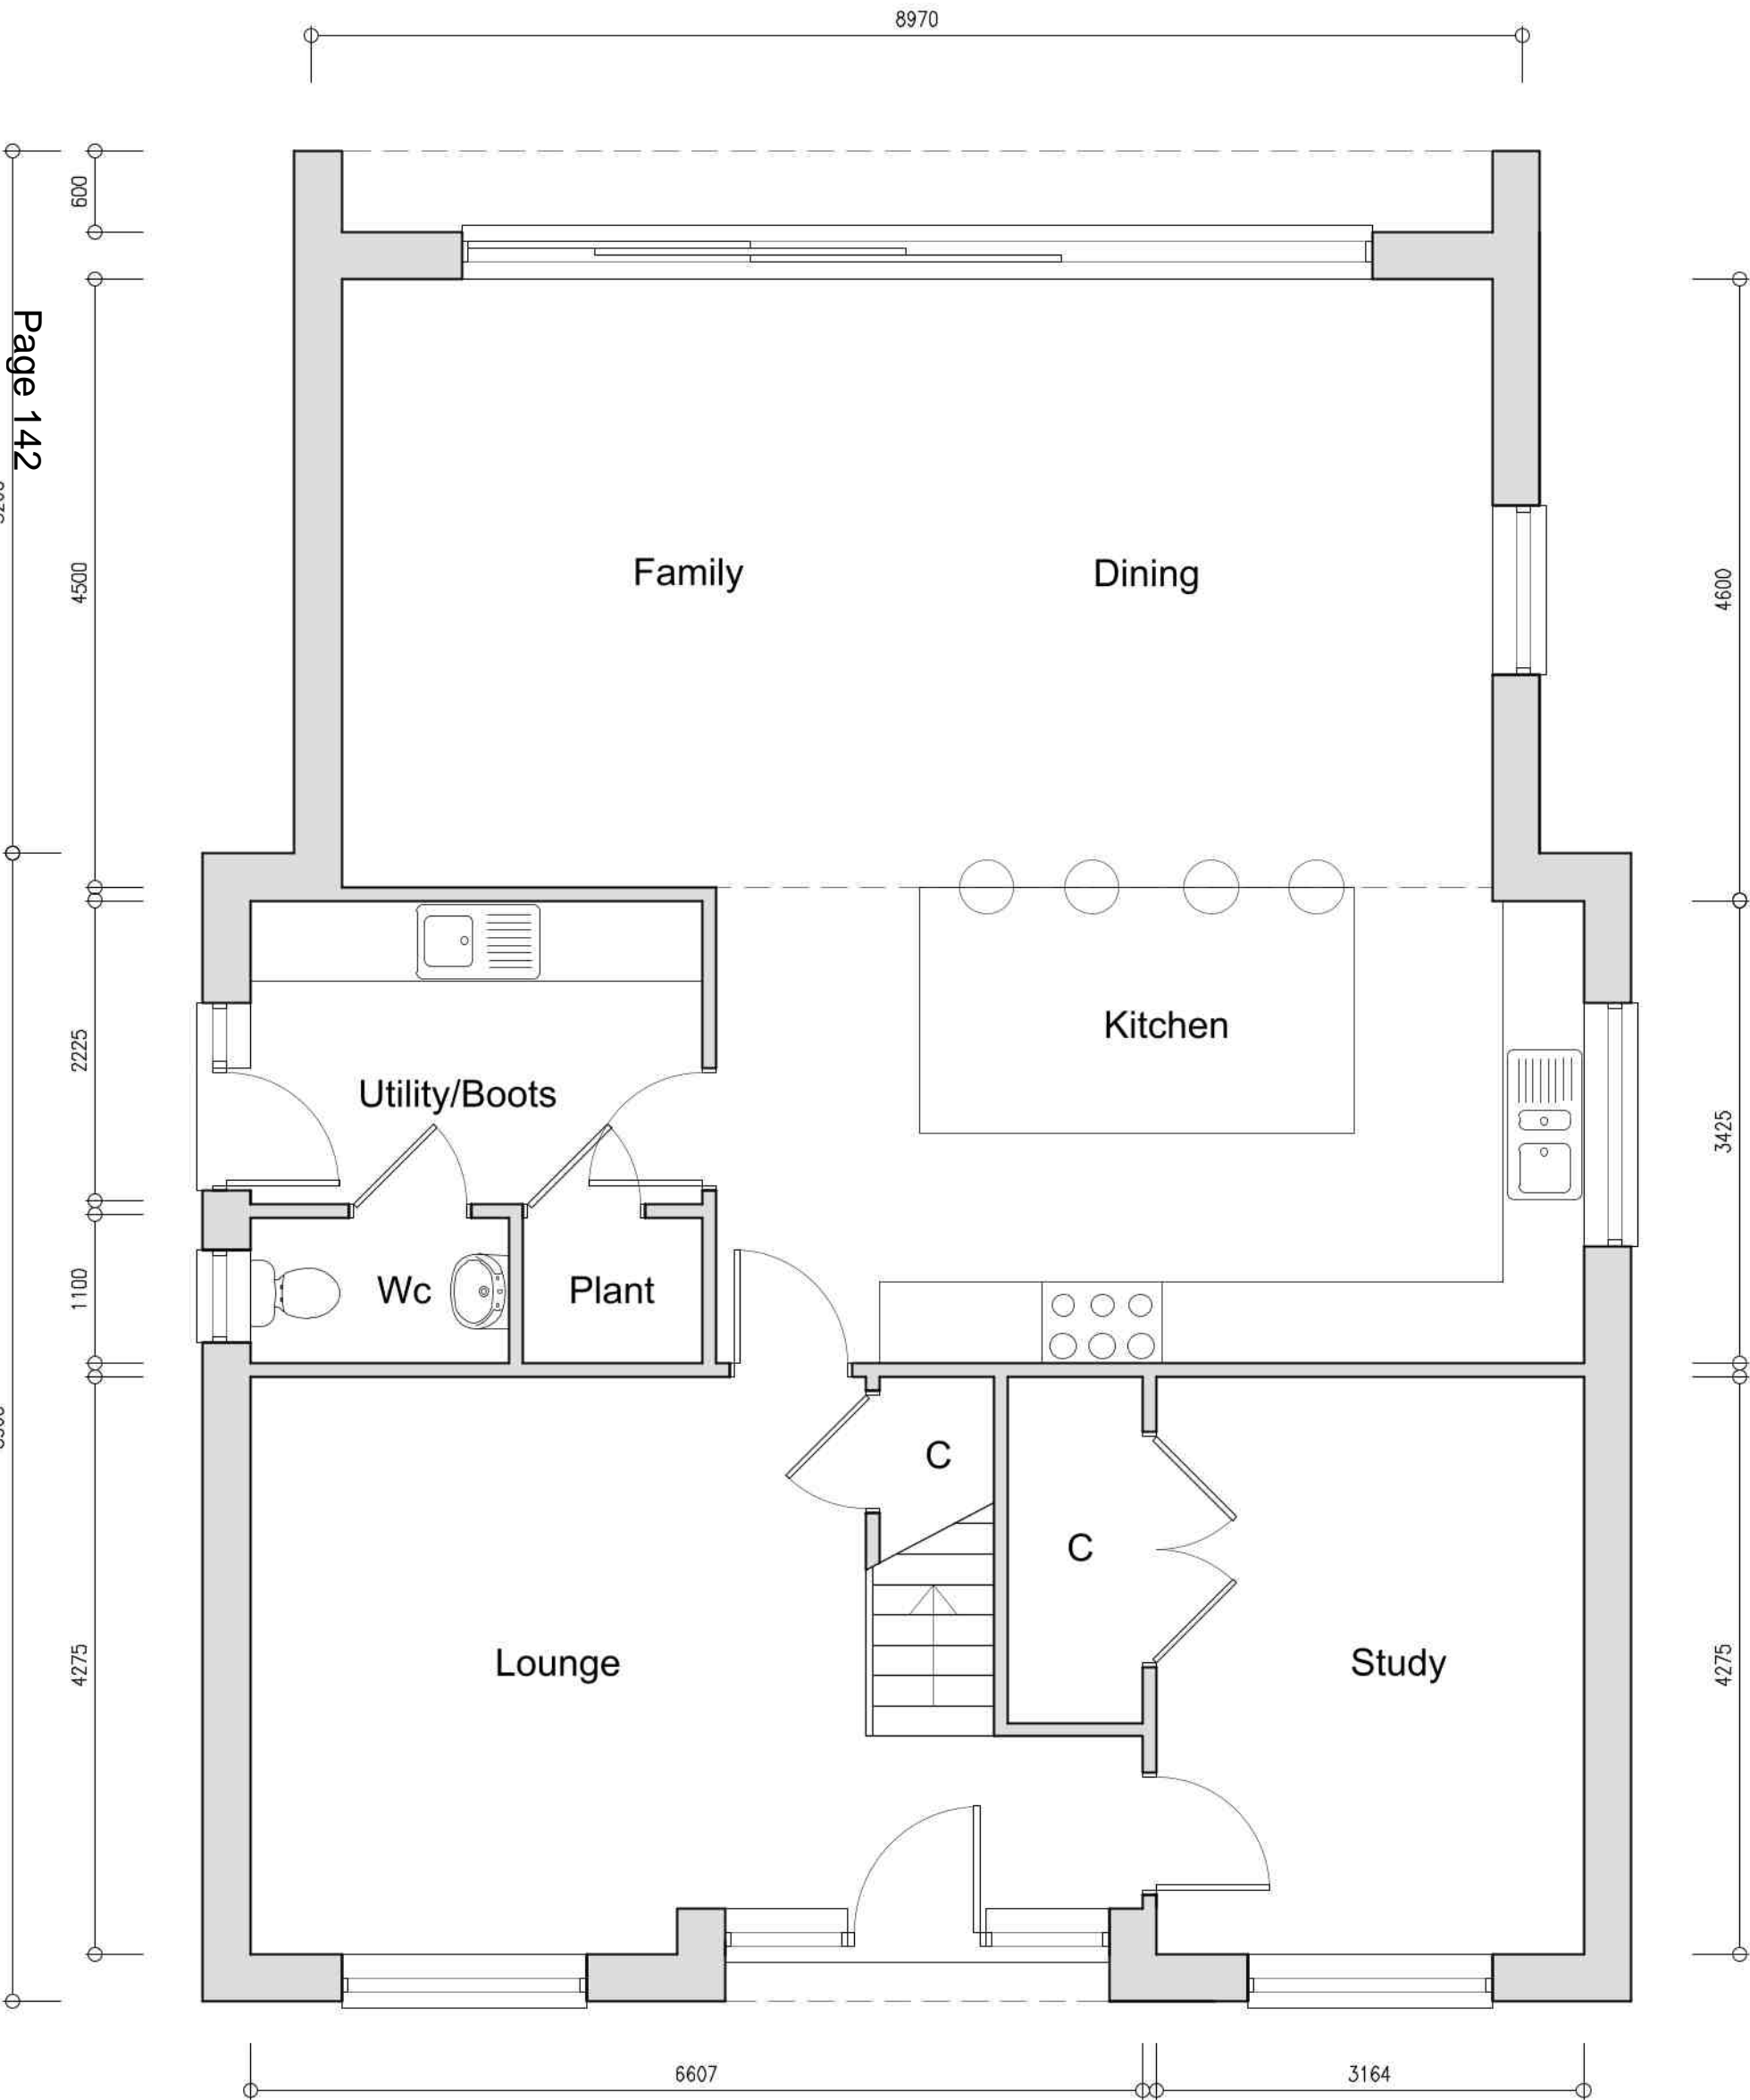 8970
600
Page 142
4500
Family
Dining
4600
2225
Kitchen
Utility/Boots
3425
1100
Wc
Plant
C
C
4275
Lounge
Study
4275
6607
3164